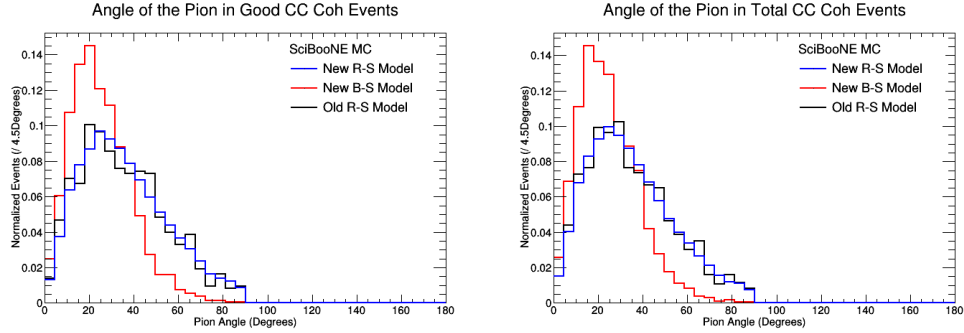 Angle of the Pion in Good CC Coh Events
Normalized Events (/ 4.5Degrees)
0.14
0.12
0.1
0.08
0.06
0.04
0.02
0
SciBooNE MC
New R-S Model
New B-S Model
Old R-S Model
0 20 40 60 80 100 120 140 160 180
Pion Angle (Degrees)
Angle of the Pion in Total CC Coh Events
Normalized Events (/ 4.5Degrees)
0.14
0.12
0.1
0.08
0.06
0.04
0.02
0
SciBooNE MC
New R-S Model
New B-S Model
Old R-S Model
0 20 40 60 80 100 120 140 160 180
Pion Angle (Degrees)